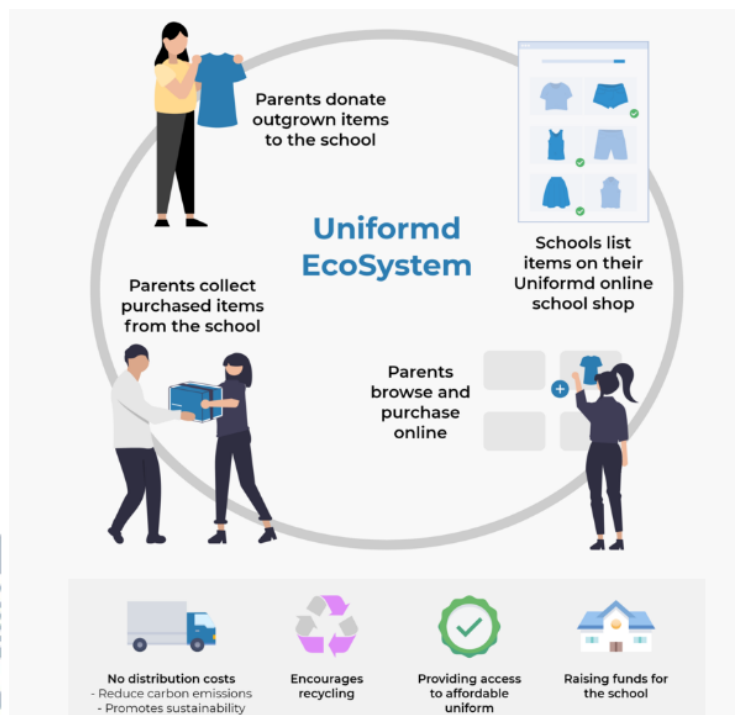 Parents donate
outgrown items
to the school
Uniformd
EcoSystem
Schools list
items on their
Uniformd online
school shop
Parents collect
purchased items
from the school
Parents
browse and
purchase
online
No distribution costs
- Reduce carbon emissions
- Promotes sustainability
Encourages
recycling
Providing access
to affordable
uniform
Raising funds for
the school